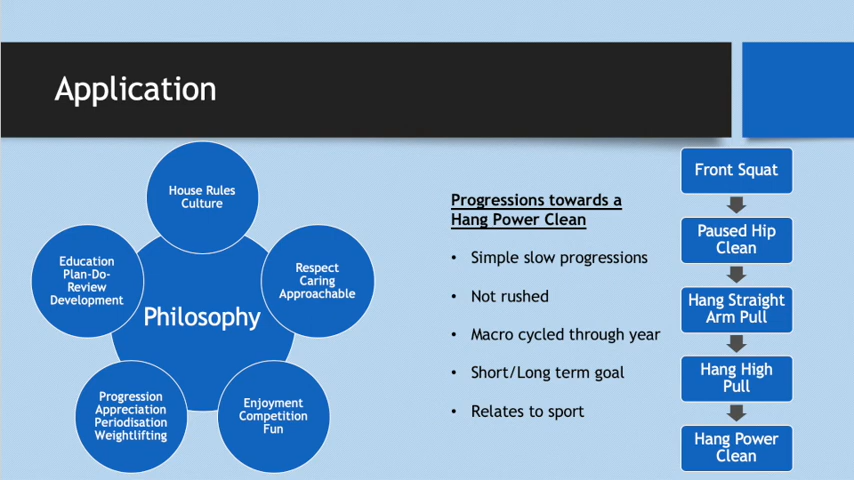 Application
House Rules
Culture
Respect
Caring
Approachable
Enjoyment
Competition
Fun
Progression
Appreciation
Periodisation
Weightlifting
Education
Plan-Do-
Review
Development
Philosophy
Progressions towards a
Hang Power Clean
• Simple slow progressions
• Not rushed
• Macro cycled through year
• Short/Long term goal
• Relates to sport
Front Squat
Paused Hip
Clean
Hang Straight
Arm Pull
Hang High
Pull
Hang Power
Clean